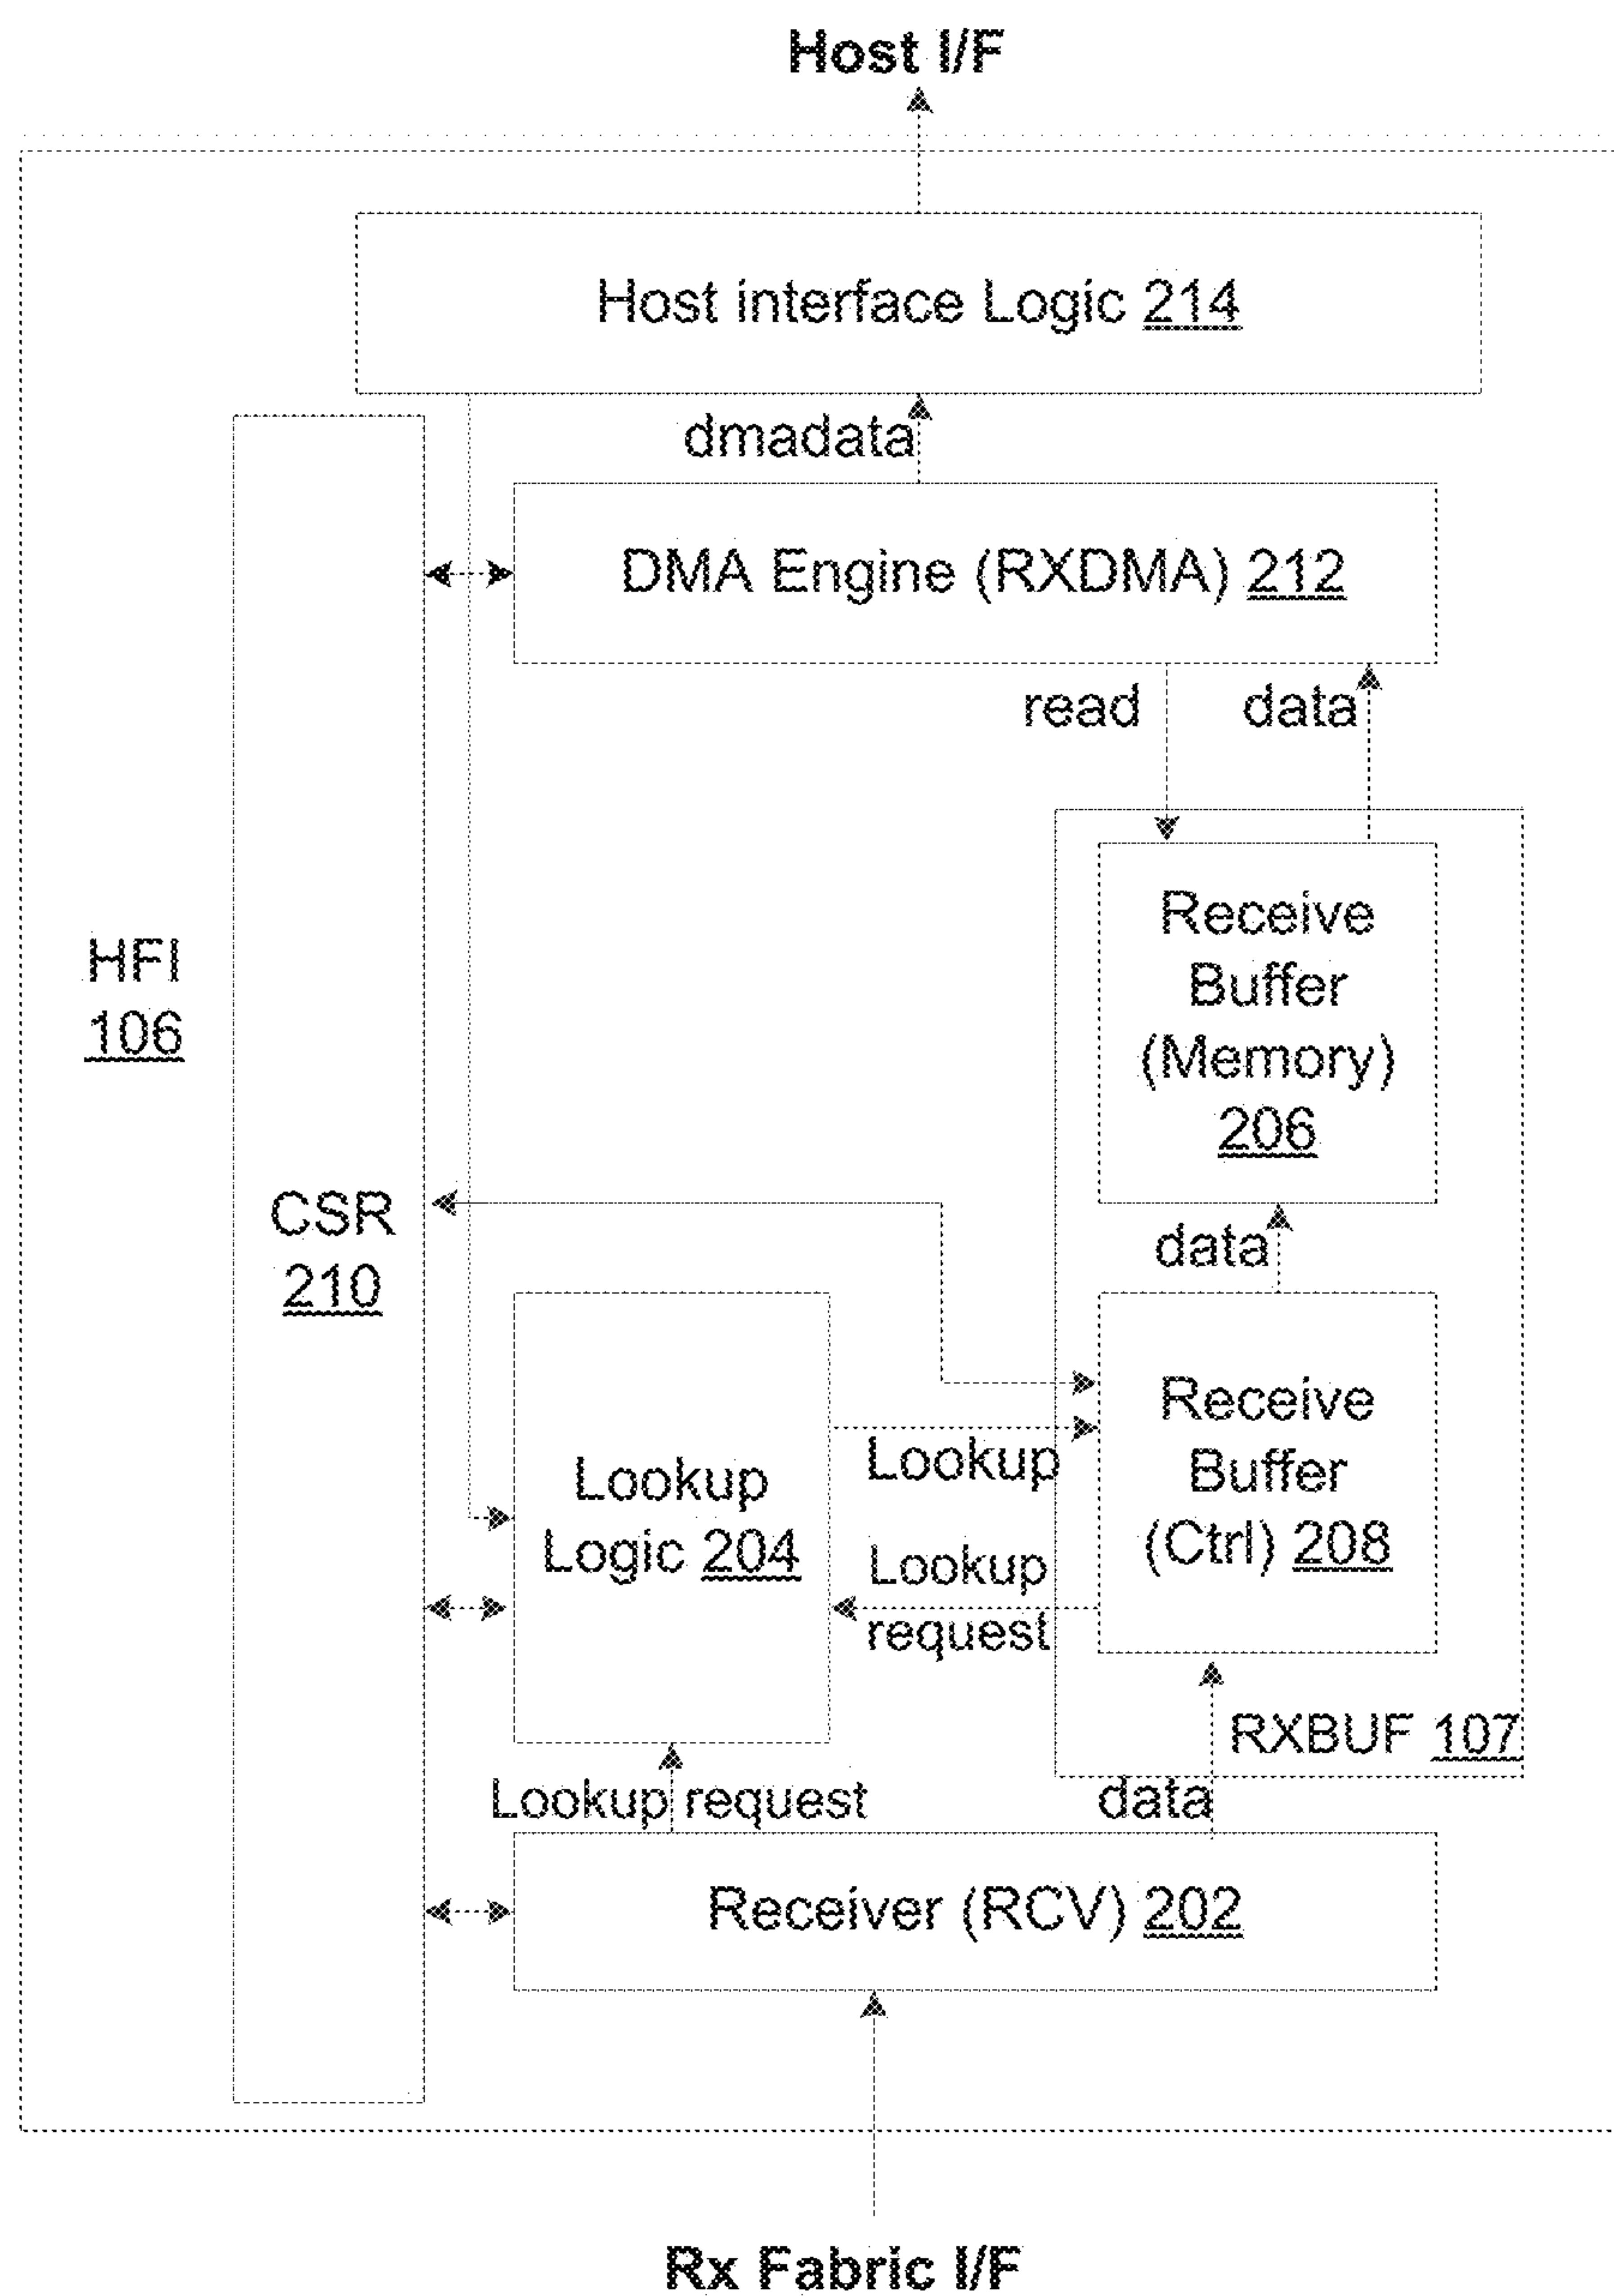 Host I/F
Host interface Logic 214
dmadata
DMA Engine (RXDMA) 212
read
data
HFI
106
Receive
Buffer
(Memory)
206
CSR
210
data
Receive
Buffer
(Ctrl) 208
Lookup
Lookup
Logic 204
Lookup
request
RXBUF 107
Lookup request
data
Receiver (RCV) 202
Rx Fabric I/F